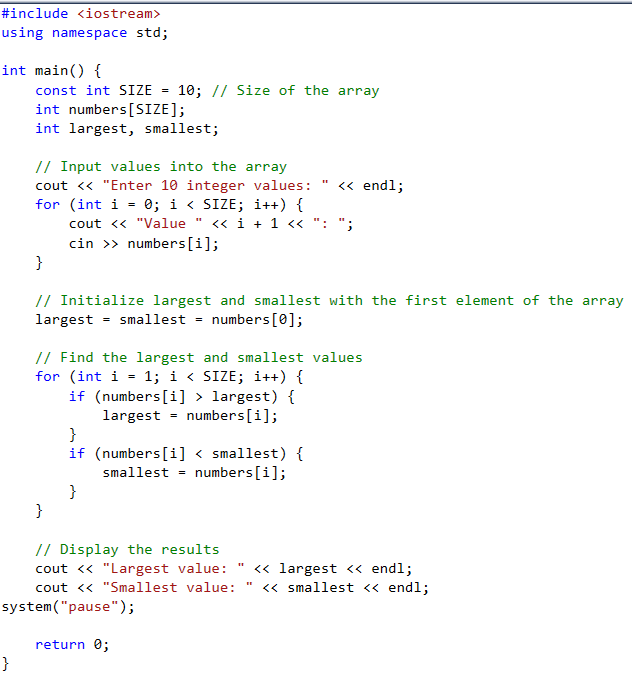 #include <iostream>
using namespace std;

int main() {
    const int SIZE = 10; // Size of the array
    int numbers[SIZE];
    int largest, smallest;

    // Input values into the array
    cout << "Enter 10 integer values: " << endl;
    for (int i = 0; i < SIZE; i++) {
        cout << "Value " << i + 1 << ": ";
        cin >> numbers[i];
    }

    // Initialize largest and smallest with the first element of the array
    largest = smallest = numbers[0];

    // Find the largest and smallest values
    for (int i = 1; i < SIZE; i++) {
        if (numbers[i] > largest) {
            largest = numbers[i];
        }
        if (numbers[i] < smallest) {
            smallest = numbers[i];
        }
    }

    // Display the results
    cout << "Largest value: " << largest << endl;
    cout << "Smallest value: " << smallest << endl;
system("pause");

    return 0;
}